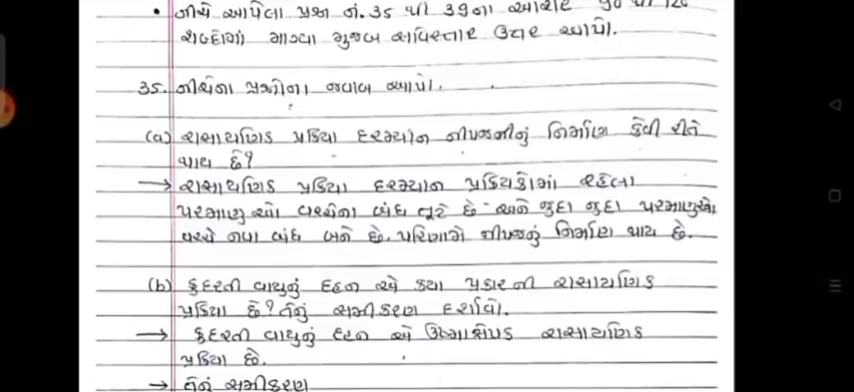 • નીચે આપેલા પ્રશ્ન નં. ૩૫ થી ૩૭ના આશરે ૧૨૦
શબ્દોમાં માગ્યા મુજબ સવિસ્તાર ઉત્તર આપો.
૩૫. નીચેના પ્રશ્નોના જવાબ આપો.
(a) રાસાયણિક પ્રક્રિયા દરમ્યાન નીપજનીનું નિર્માણ કેવી રીતે
થાય છે?
→ રાસાયણિક પ્રક્રિયા દરમ્યાન પ્રક્રિયકોમાં રહેલા
પરમાણુઓ વચ્ચેના બંધ તૂટે છે અને જુદા જુદા પરમાણુઓ
વચ્ચે નવા બંધ બને છે. પરિણામે નીપજનું નિર્માણ થાય છે.
(b) કુદરતી વાયુનું દહન એ કયા પ્રકારની રાસાયણિક
પ્રક્રિયા છે? તેનું સમીકરણ દર્શાવો.
→ કુદરતી વાયુનું દહન એ ઉષ્માક્ષેપક રાસાયણિક
પ્રક્રિયા છે.
→ તેનું સમીકરણ